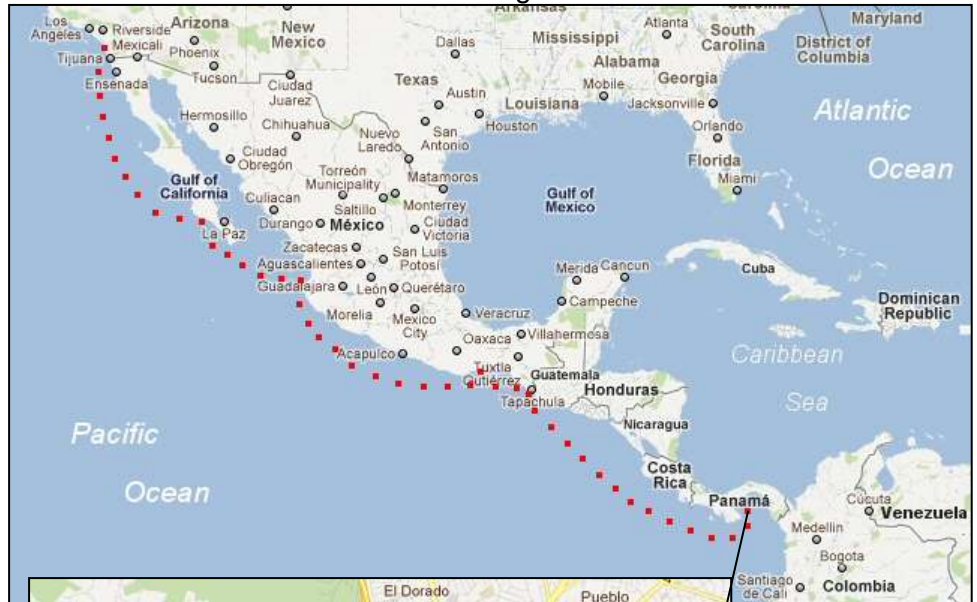 Los
Angeles
Riverside
Mexicali
Tijuana
Ensenada
Arizona
Phoenix
Tucson
New
Mexico
Ciudad
Juarez
Dallas
Texas
Austin
San
Antonio
Houston
Arkansas
Mississippi
Alabama
Louisiana
Mobile
Atlanta
Georgia
South
Carolina
District of
Columbia
Maryland
Jacksonville
Orlando
Florida
Miami
Atlantic
Ocean
Hermosillo
Chihuahua
Ciudad
Obregón
Nuevo
Laredo
Gulf of
California
Torreón
Municipality
Matamoros
Culiacan
Saltillo
Monterrey
Durango
México
Ciudad
Victoria
La Paz
Gulf of
Mexico
Zacatecas
San Luis
Potosí
Aguascalientes
Guadalajara
León
Querétaro
Morelia
Mexico
City
Veracruz
Merida
Cancun
Campeche
Cuba
Dominican
Republic
Acapulco
Oaxaca
Villahermosa
Tuxtla
Gutiérrez
Tapachula
Guatemala
Honduras
Caribbean
Sea
Nicaragua
Pacific
Ocean
Costa
Rica
Panamá
Cúcuta
Venezuela
Medellin
Bogota
Santiago
de Cali
Colombia
El Dorado
Pueblo